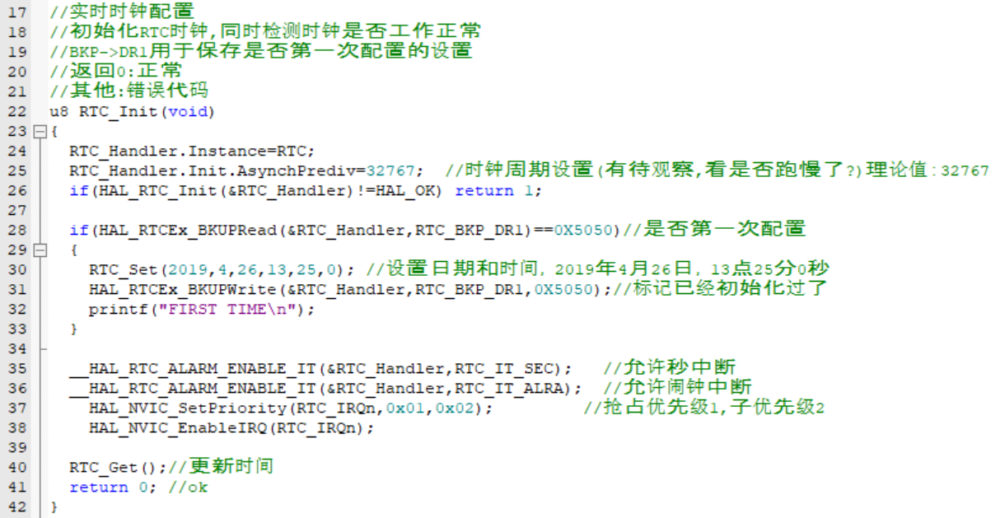 17 //实时时钟配置
18 //初始化RTC时钟,同时检测时钟是否工作正常
19 //BKP->DR1用于保存是否第一次配置的设置
20 //返回0:正常
21 //其他:错误代码
22 u8 RTC_Init(void)
23 {
24 RTC_Handler.Instance=RTC;
25 RTC_Handler.Init.AsynchPrediv=32767; //时钟周期设置(有待观察,看是否跑慢了?)理论值:32767
26 if(HAL_RTC_Init(&RTC_Handler)!=HAL_OK) return 1;
27
28 if(HAL_RTCEx_BKUPRead(&RTC_Handler,RTC_BKP_DR1)==0X5050)//是否第一次配置
29 {
30 RTC_Set(2019,4,26,13,25,0); //设置日期和时间, 2019年4月26日, 13点25分0秒
31 HAL_RTCEx_BKUPWrite(&RTC_Handler,RTC_BKP_DR1,0X5050);//标记已经初始化过了
32 printf("FIRST TIME\n");
33 }
34
35 __HAL_RTC_ALARM_ENABLE_IT(&RTC_Handler,RTC_IT_SEC); //允许秒中断
36 __HAL_RTC_ALARM_ENABLE_IT(&RTC_Handler,RTC_IT_ALRA); //允许闹钟中断
37 HAL_NVIC_SetPriority(RTC_IRQn,0x01,0x02); //抢占优先级1,子优先级2
38 HAL_NVIC_EnableIRQ(RTC_IRQn);
39
40 RTC_Get();//更新时间
41 return 0; //ok
42 }